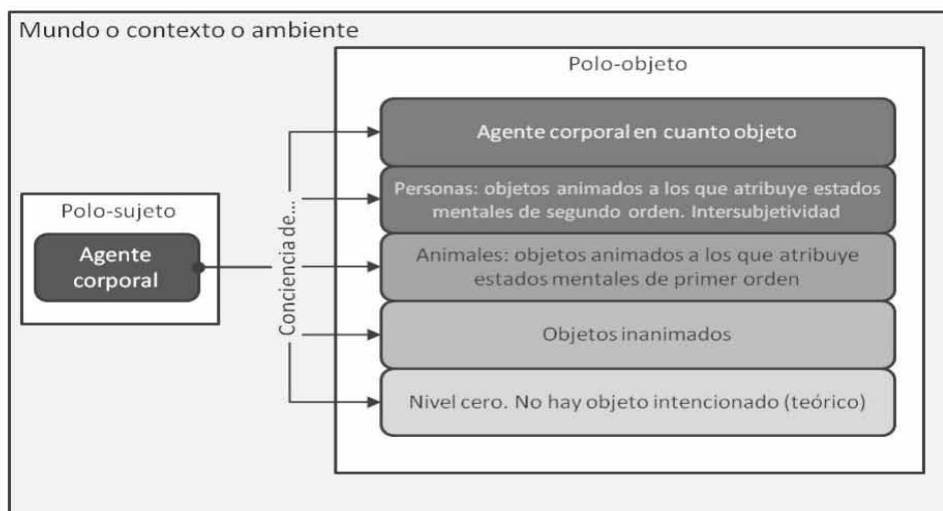 Mundo o contexto o ambiente
Polo-objeto
Agente corporal en cuanto objeto
Personas: objetos animados a los que atribuye estados
mentales de segundo orden. Intersubjetividad
Polo-sujeto
Agente
corporal
Conciencia de...
Animales: objetos animados a los que atribuye
estados mentales de primer orden
Objetos inanimados
Nivel cero. No hay objeto intencionado (teórico)